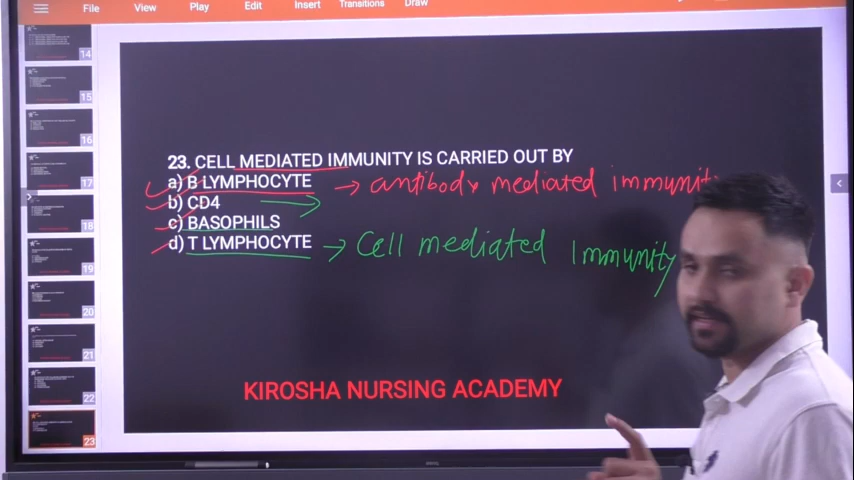 File View Play Edit Insert Transitions Draw
14
15
16
17
18
19
20
21
22
23
23. CELL MEDIATED IMMUNITY IS CARRIED OUT BY
a) B LYMPHOCYTE → antibody mediated immunity
b) CD4 →
c) BASOPHILS
d) T LYMPHOCYTE → Cell mediated Immunity
KIROSHA NURSING ACADEMY